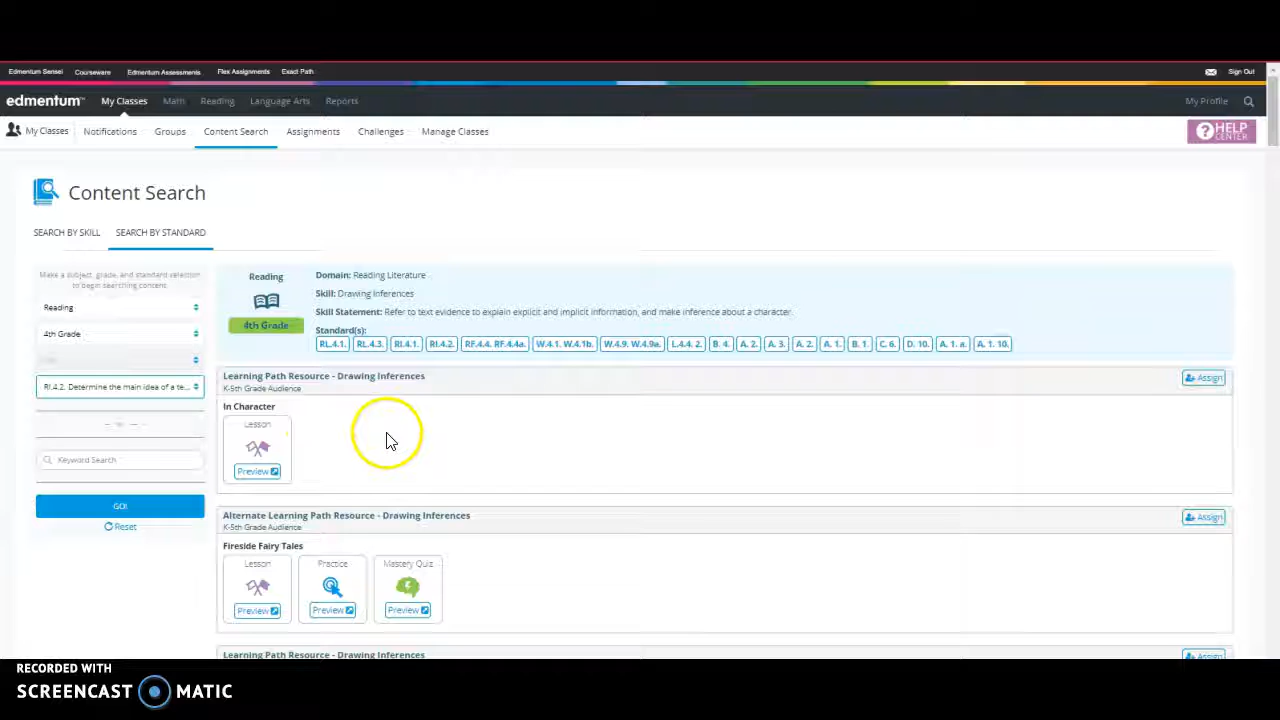 Edmentum Sensei Courseware Edmentum Assessments Flex Assignments Exact Path Sign Out
edmentum™ My Classes Math Reading Language Arts Reports My Profile
My Classes Notifications Groups Content Search Assignments Challenges Manage Classes ? HELP CENTER
Content Search
SEARCH BY SKILL SEARCH BY STANDARD
Make a subject, grade, and standard selection
to begin searching content.
Reading
4th Grade
RI.4.2. Determine the main idea of a te...
Keyword Search
GO!
Reset
Reading
4th Grade
Domain: Reading Literature
Skill: Drawing Inferences
Skill Statement: Refer to text evidence to explain explicit and implicit information, and make inference about a character.
Standard(s):
RL.4.1. RL.4.3. RI.4.1. RI.4.2. RF.4.4. RF.4.4a. W.4.1. W.4.1b. W.4.9. W.4.9a. L.4.4. 2. B. 4. A. 2. A. 3. A. 2. A. 1. B. 1. C. 6. D. 10. A. 1. a. A. 1. 10.
Learning Path Resource - Drawing Inferences Assign
K-5th Grade Audience
In Character
Lesson
Preview
Alternate Learning Path Resource - Drawing Inferences Assign
K-5th Grade Audience
Fireside Fairy Tales
Lesson Practice Mastery Quiz
Preview Preview Preview
Learning Path Resource - Drawing Inferences Assign
RECORDED WITH
SCREENCAST MATIC